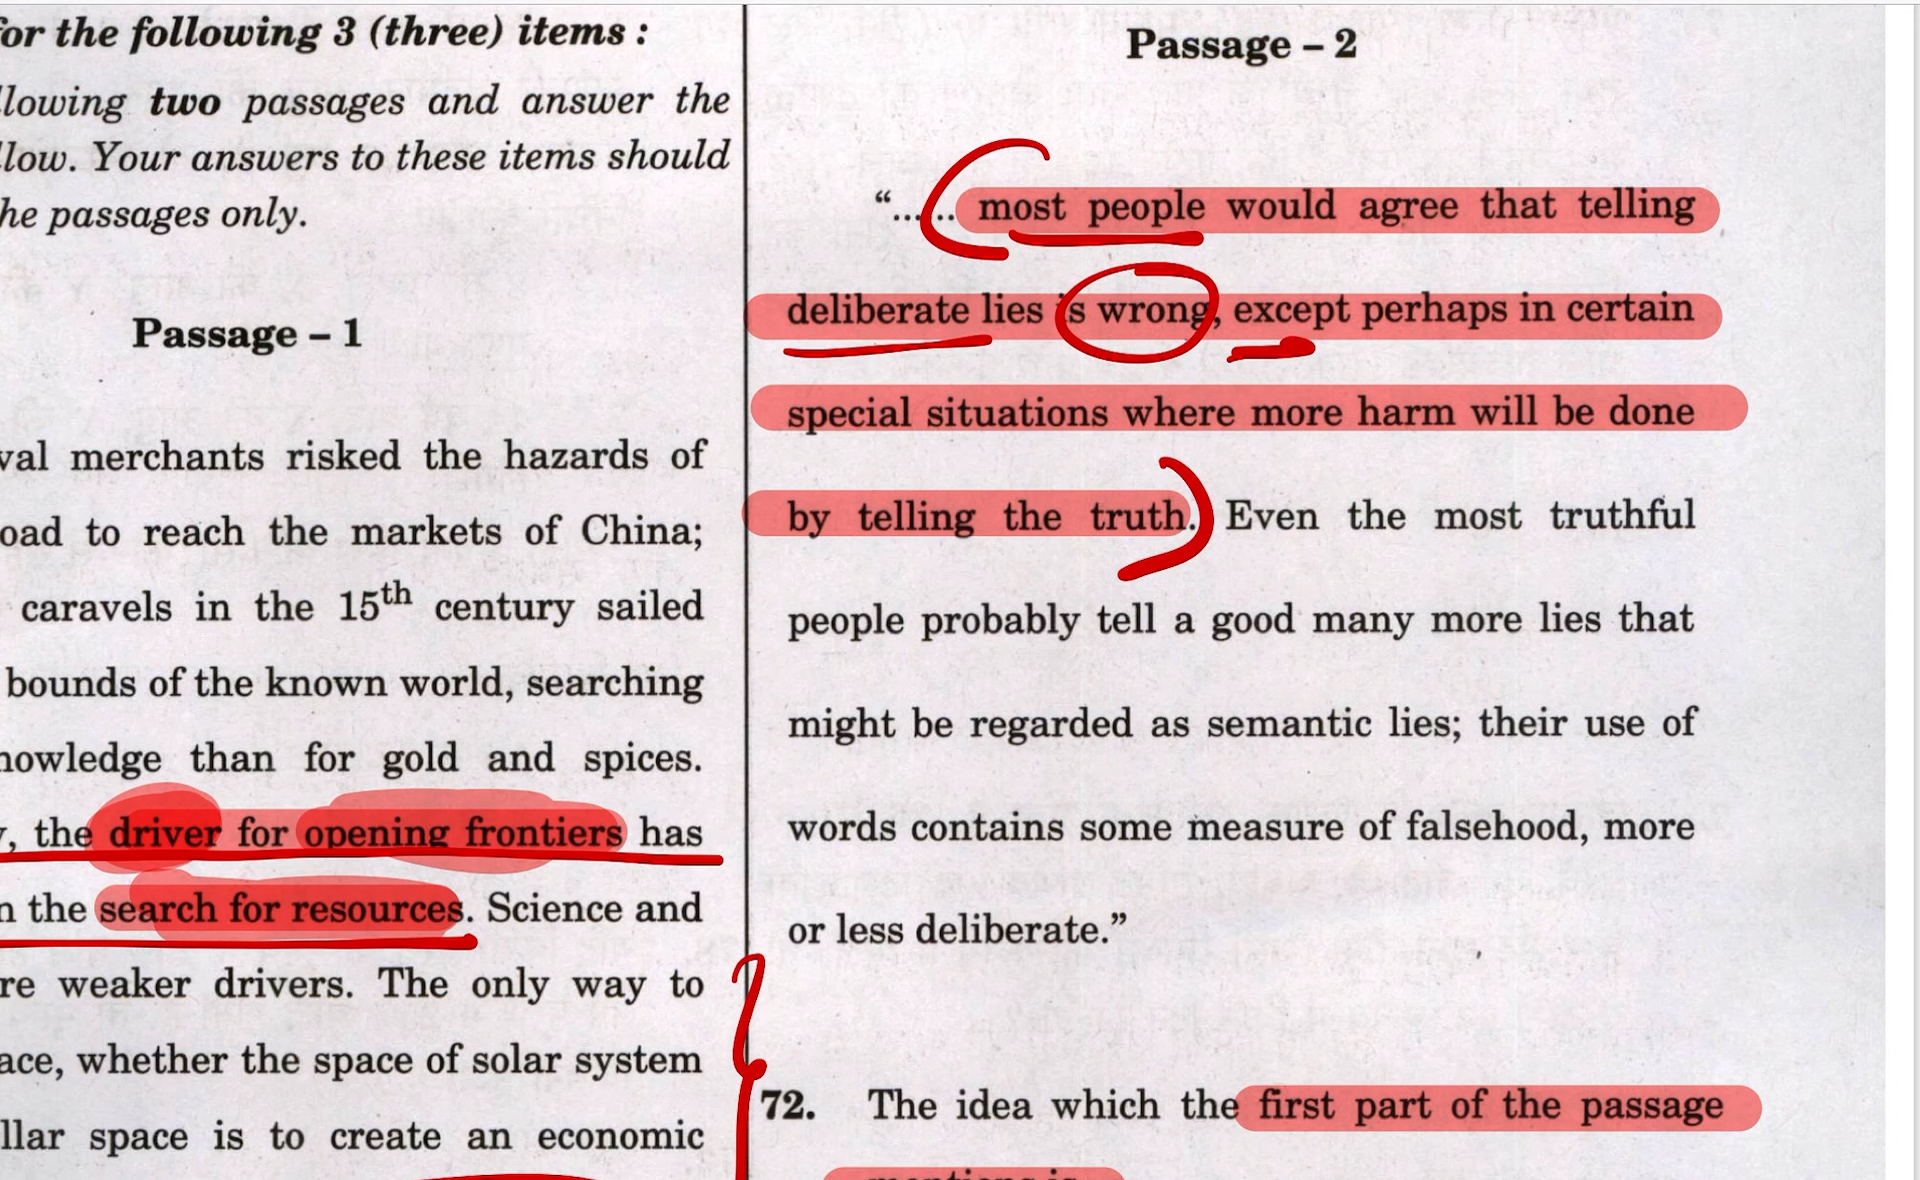 for the following 3 (three) items :
llowing two passages and answer the
llow. Your answers to these items should
he passages only.
Passage – 1
val merchants risked the hazards of
oad to reach the markets of China;
caravels in the 15th century sailed
bounds of the known world, searching
nowledge than for gold and spices.
, the driver for opening frontiers has
n the search for resources. Science and
re weaker drivers. The only way to
ace, whether the space of solar system
llar space is to create an economic
Passage – 2
“...... most people would agree that telling
deliberate lies is wrong, except perhaps in certain
special situations where more harm will be done
by telling the truth. Even the most truthful
people probably tell a good many more lies that
might be regarded as semantic lies; their use of
words contains some measure of falsehood, more
or less deliberate.”
72. The idea which the first part of the passage
mentions is